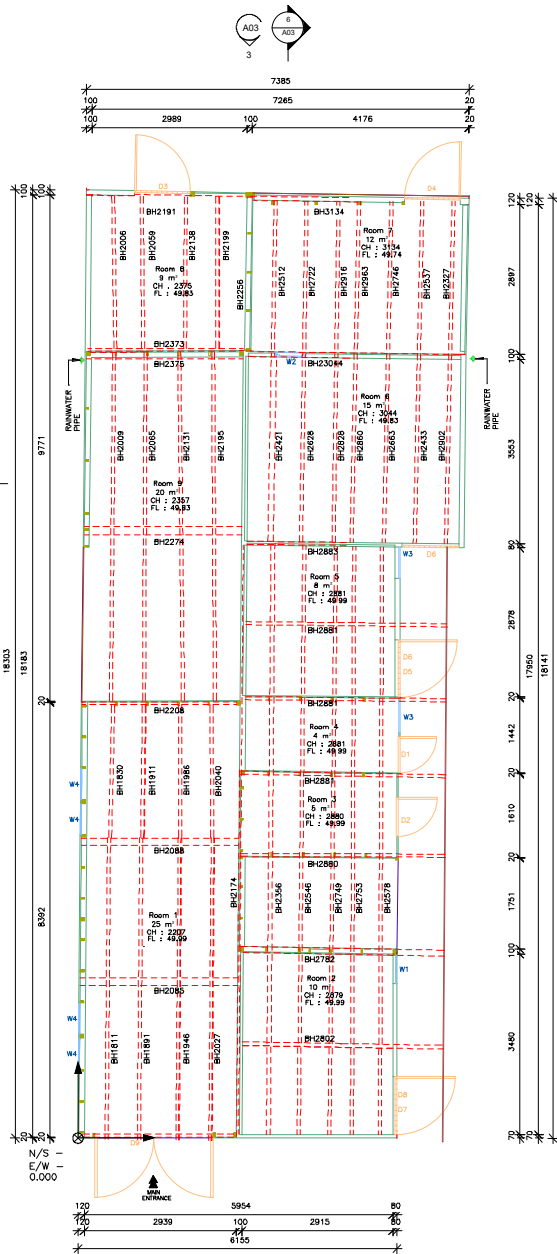 A03
3
6
A03
7385
100
7265
20
100
2989
100
4176
20
D3
D4
100
100
120
120
BH2191
BH3134
BH2006
BH2059
BH2138
BH2199
Room 8
9 m²
CH : 2375
FL : 49.83
BH2256
Room 7
12 m²
CH : 3134
FL : 49.74
BH2512
BH2722
BH2916
BH2963
BH2746
BH2537
BH2327
2897
BH2373
BH2375
W2
BH23044
100
RAINWATER
PIPE
RAINWATER
PIPE
Room 6
15 m²
CH : 3044
FL : 49.83
BH2009
BH2065
BH2131
BH2195
BH2421
BH2628
BH2828
BH2860
BH2663
BH2433
BH2802
3553
9771
Room 9
20 m²
CH : 2357
FL : 49.83
BH2274
BH2883
W3
D6
80
Room 5
8 m²
CH : 2881
FL : 49.99
BH2881
2878
D6
D5
18303
18183
17950
18141
20
BH2208
BH2881
20
W3
Room 4
4 m²
CH : 2881
FL : 49.99
1442
D1
BH1830
BH1911
BH1986
BH2040
BH2881
20
W4
W4
Room 3
5 m²
CH : 2880
FL : 49.99
D2
1610
BH2088
BH2880
20
BH2174
BH2356
BH2546
BH2749
BH2753
BH2578
1751
Room 1
25 m²
CH : 2207
FL : 49.99
8392
BH2782
100
W1
Room 2
10 m²
CH : 2879
FL : 49.99
BH2085
BH2802
W4
W4
BH1811
BH1891
BH1946
BH2027
3480
D8
D7
20
20
70
70
D9
N/S –
E/W –
0.000
MAIN
ENTRANCE
120
5954
80
120
2939
100
2915
80
6155